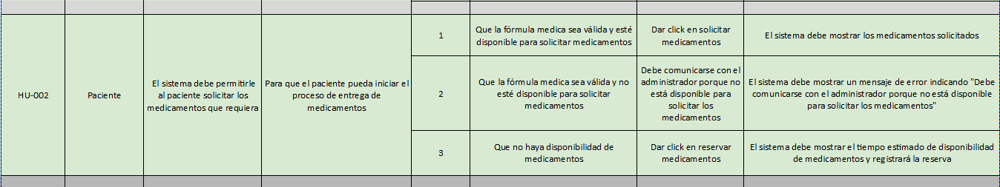 HU-002
Paciente
El sistema debe permitirle
al paciente solicitar los
medicamentos que requiera
Para que el paciente pueda iniciar el
proceso de entrega de
medicamentos
1
Que la fórmula medica sea válida y esté
disponible para solicitar medicamentos
Dar click en solicitar
medicamentos
El sistema debe mostrar los medicamentos solicitados
2
Que la fórmula medica sea válida y no
esté disponible para solicitar
medicamentos
Debe comunicarse con el
administrador porque no
está disponible para
solicitar los
medicamentos
El sistema debe mostrar un mensaje de error indicando "Debe
comunicarse con el administrador porque no está disponible
para solicitar los medicamentos"
3
Que no haya disponibilidad de
medicamentos
Dar click en reservar
medicamentos
El sistema debe mostrar el tiempo estimado de disponibilidad
de medicamentos y registrará la reserva